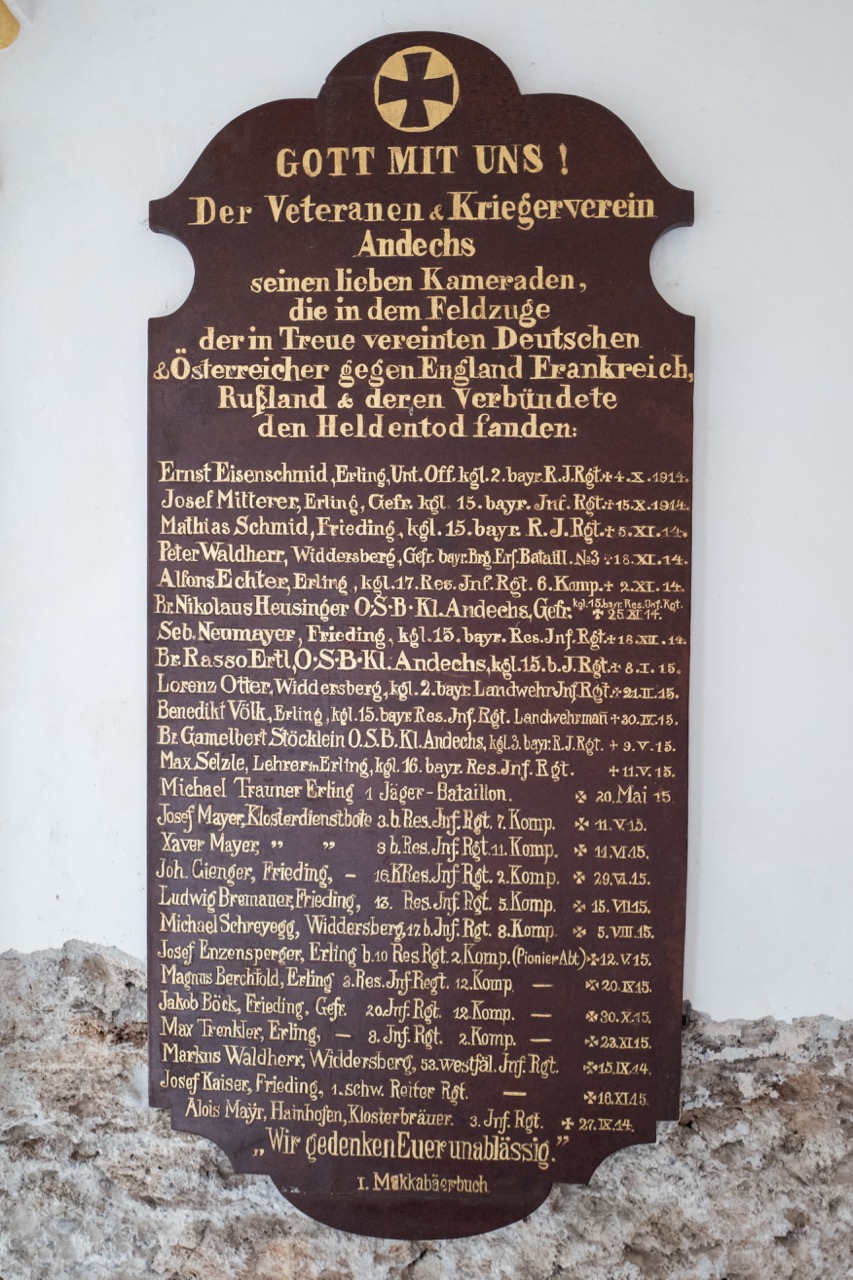 GOTT MIT UNS !
Der Veteranen & Kriegerverein
Andechs
seinen lieben Kameraden,
die in dem Feldzuge
der in Treue vereinten Deutschen
& Österreicher gegen England Frankreich,
Rußland & deren Verbündete
den Heldentod fanden:
Ernst Eisenschmid, Erling, Unt. Off. kgl. 2. bayr. R. J. Rgt. + 4. X. 1914.
Josef Mitterer, Erling, Gefr. kgl. 15. bayr. Jnf. Rgt. + 15. X. 1914.
Mathias Schmid, Frieding, kgl. 15. bayr. R. J. Rgt. + 5. XI. 14.
Peter Waldherr, Widdersberg, Gefr. bayr. Brg Ers. Bataill. №3 + 18. XI. 14.
Alfons Echter, Erling, kgl. 17. Res. Jnf. Rgt. 6. Komp. + 2. XI. 14.
Br. Nikolaus Heusinger O.S.B. Kl. Andechs, Gefr. kgl. 15. bayr. Res. Jnf. Rgt. + 25. XI. 14.
Seb. Neumayer, Frieding, kgl. 15. bayr. Res. Jnf. Rgt. + 18. XII. 14.
Br. Rasso Ertl, O.S.B. Kl. Andechs, kgl. 15. b. J. Rgt. + 8. I. 15.
Lorenz Otter, Widdersberg, kgl. 2. bayr. Landwehr Jnf. Rgt. + 21. II. 15.
Benedikt Völk, Erling, kgl. 15. bayr. Res. Jnf. Rgt. Landwehrmañ + 30. IV. 15.
Br. Gamelbert Stöcklein O.S.B. Kl. Andechs, kgl. 3. bayr. R. J. Rgt. + 9. V. 15.
Max Selzle, Lehrer in Erling, kgl. 16. bayr. Res. Jnf. Rgt. + 11. V. 15.
Michael Trauner Erling 1 Jäger-Bataillon. ✠ 20. Mai 15.
Josef Mayer, Klosterdienstbote 3. b. Res. Jnf. Rgt. 7. Komp. ✠ 11. V. 15.
Xaver Mayer, " " 3 b. Res. Jnf Rgt. 11. Komp. ✠ 11. VI. 15.
Joh. Gienger, Frieding, – 16. K Res. Jnf Rgt. 2. Komp. ✠ 29. VI. 15.
Ludwig Bremauer, Frieding, 13. Res. Jnf Rgt. 5. Komp. ✠ 15. VII. 15.
Michael Schreyegg, Widdersberg, 17. b. Jnf. Rgt. 8. Komp. ✠ 5. VIII. 15.
Josef Enzensperger, Erling b. 10 Res Rgt. 2. Komp. (Pionier Abt) ✠ 12. V. 15.
Magnus Berchtold, Erling 3. Res. Jnf Regt. 12. Komp – ✠ 20. IX. 15.
Jakob Böck, Frieding, Gefr. 20. Jnf. Rgt. 12. Komp. – ✠ 30. X. 15.
Max Trenkler, Erling, – 8. Jnf. Rgt. 2. Komp. – ✠ 23. XI. 15.
Markus Waldherr, Widdersberg, 53. westfäl. Jnf. Rgt. ✠ 15. IX. 14.
Josef Kaiser, Frieding, 1. schw. Reiter Rgt. – ✠ 16. XI. 15.
Alois Mayr, Hainhofen, Klosterbräuer. 3. Jnf. Rgt. ✠ 27. IX. 14.
„Wir gedenken Euer unablässig."
I. Makkabäerbuch